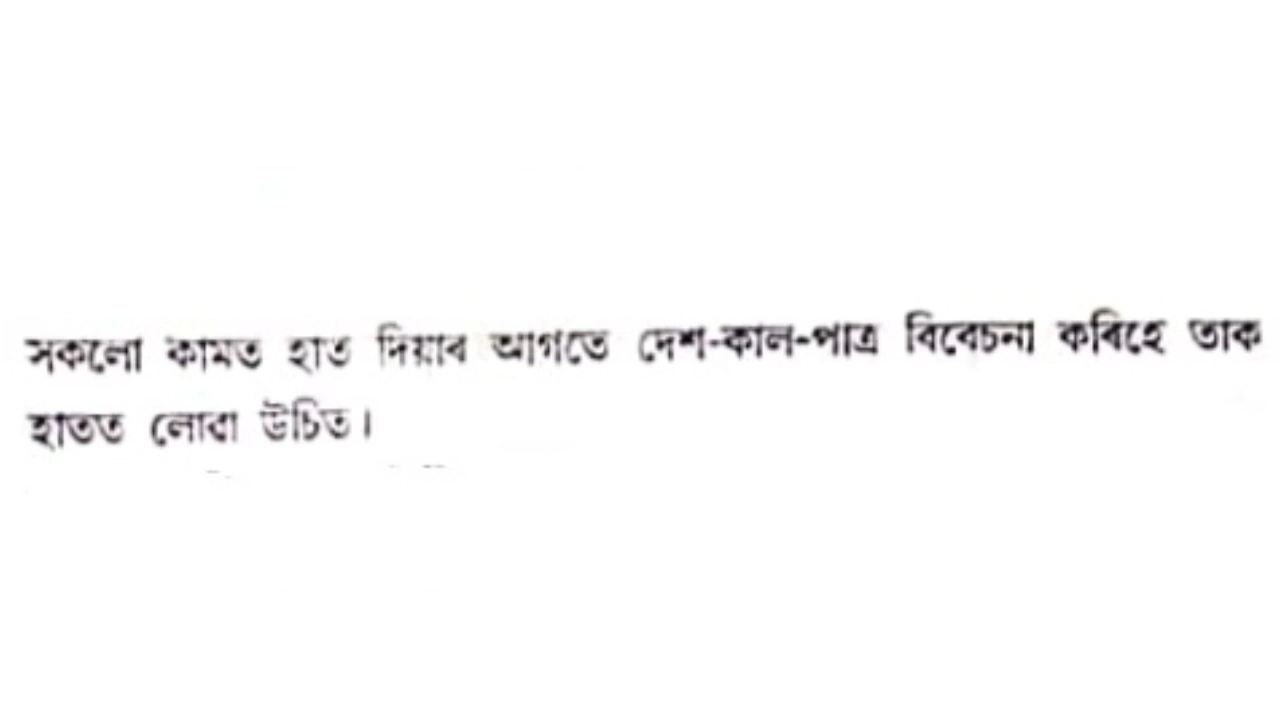 সকলো কামত হাত দিয়াৰ আগতে দেশ-কাল-পাত্ৰ বিবেচনা কৰিহে তাক
হাতত লোৱা উচিত।